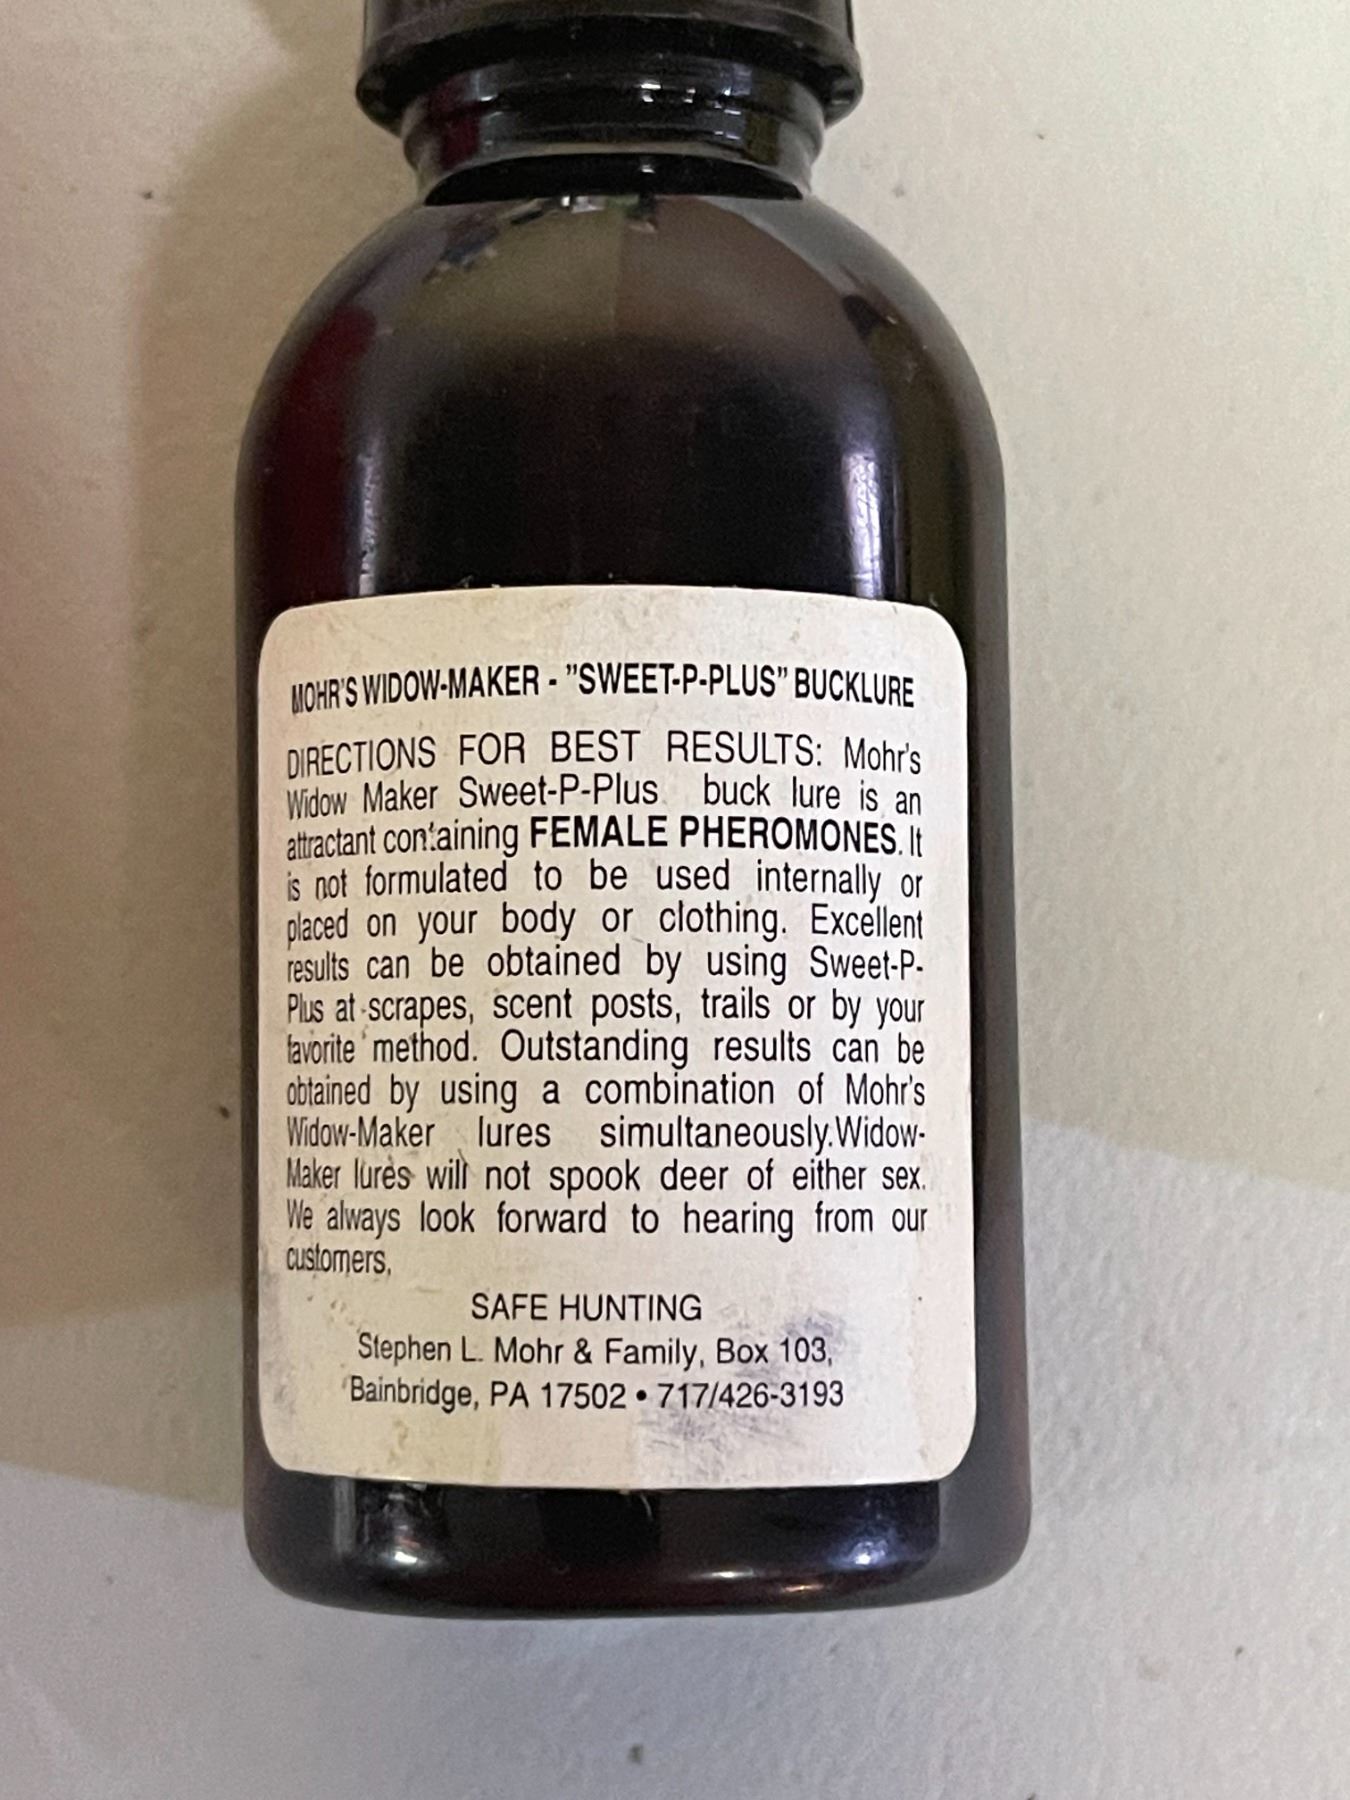 MOHR'S WIDOW-MAKER - "SWEET-P-PLUS" BUCKLURE
DIRECTIONS FOR BEST RESULTS: Mohr's
Widow Maker Sweet-P-Plus buck lure is an
attractant containing FEMALE PHEROMONES. It
is not formulated to be used internally or
placed on your body or clothing. Excellent
results can be obtained by using Sweet-P-
Plus at scrapes, scent posts, trails or by your
favorite method. Outstanding results can be
obtained by using a combination of Mohr's
Widow-Maker lures simultaneously.Widow-
Maker lures will not spook deer of either sex.
We always look forward to hearing from our
customers,
SAFE HUNTING
Stephen L. Mohr & Family, Box 103,
Bainbridge, PA 17502 • 717/426-3193